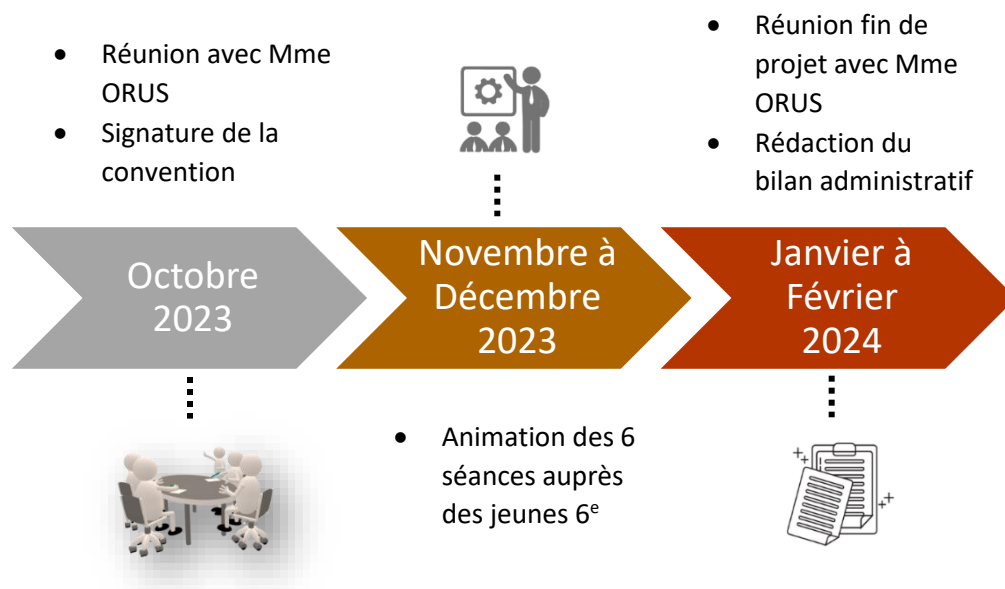 • Réunion avec Mme
ORUS
• Signature de la
convention
• Réunion fin de
projet avec Mme
ORUS
• Rédaction du
bilan administratif
Octobre
2023
Novembre à
Décembre
2023
Janvier à
Février
2024
• Animation des 6
séances auprès
des jeunes 6ᵉ